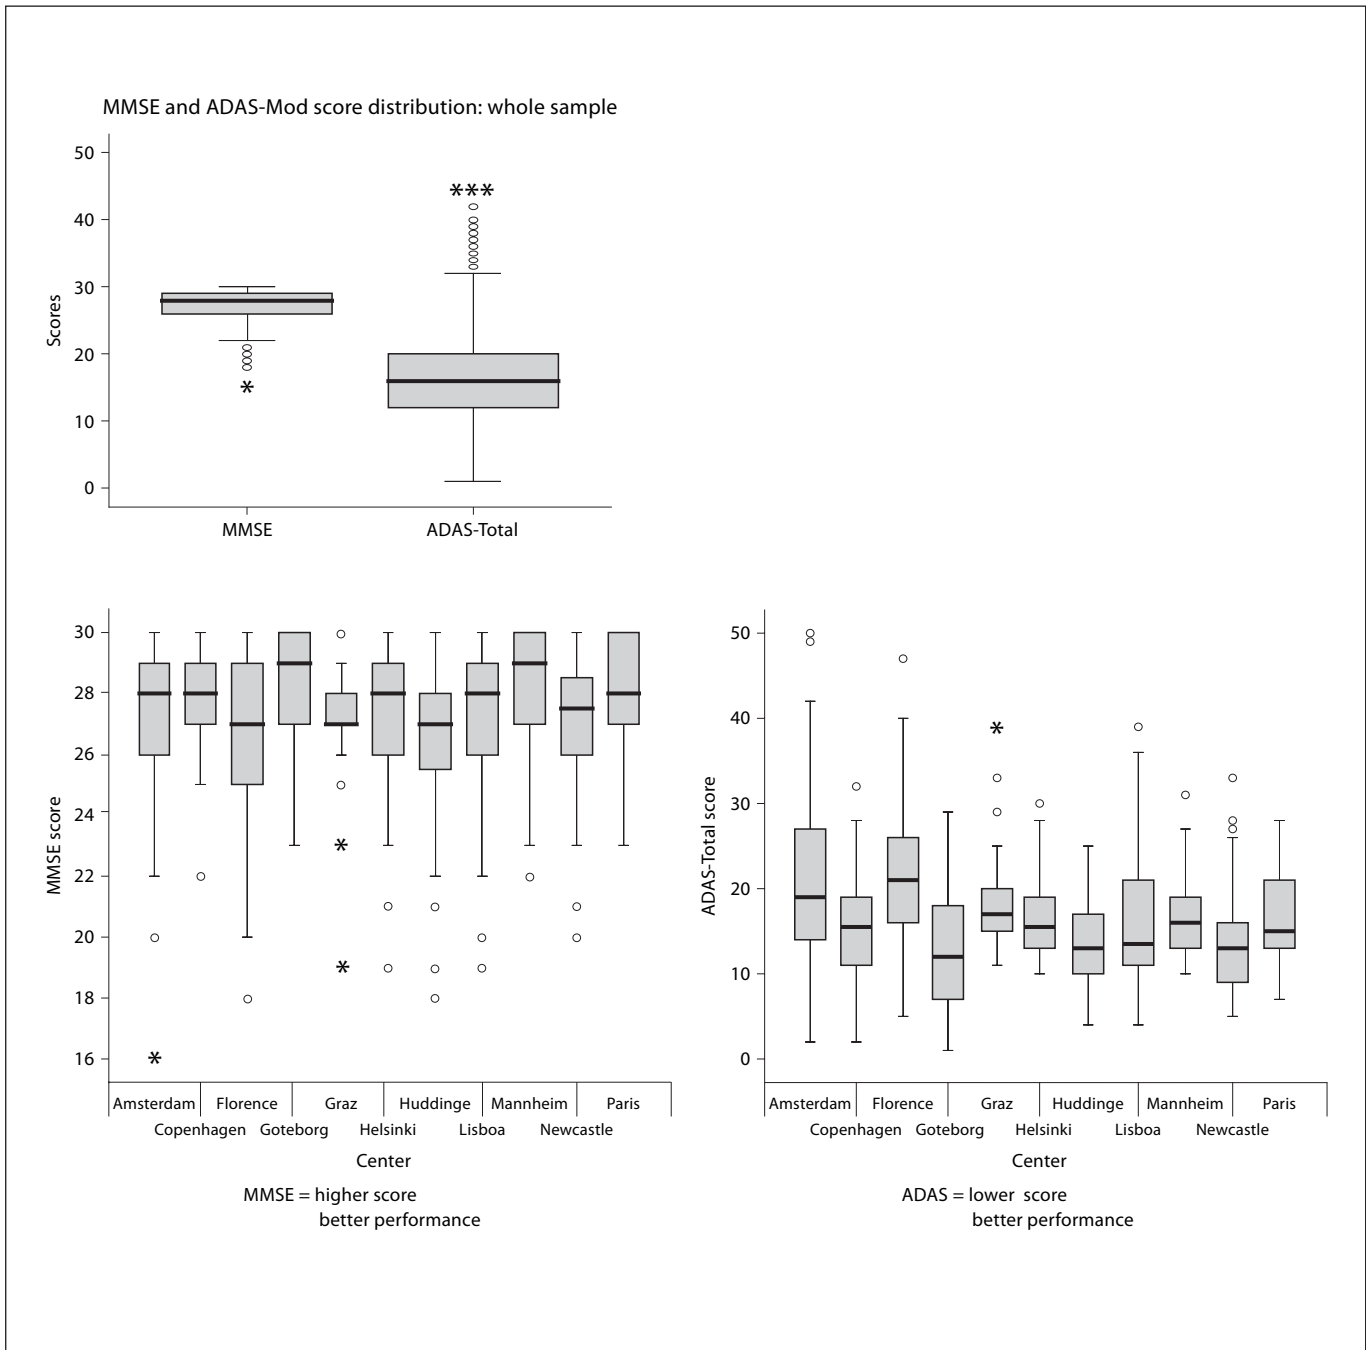 MMSE and ADAS-Mod score distribution: whole sample
50
40
30
20
10
0
Scores
***
*
MMSE ADAS-Total
30
28
26
24
22
20
18
16
MMSE score
*
*
*
Amsterdam Florence Graz Huddinge Mannheim Paris
Copenhagen Goteborg Helsinki Lisboa Newcastle
Center
MMSE = higher score
better performance
50
40
30
20
10
0
ADAS-Total score
*
Amsterdam Florence Graz Huddinge Mannheim Paris
Copenhagen Goteborg Helsinki Lisboa Newcastle
Center
ADAS = lower score
better performance